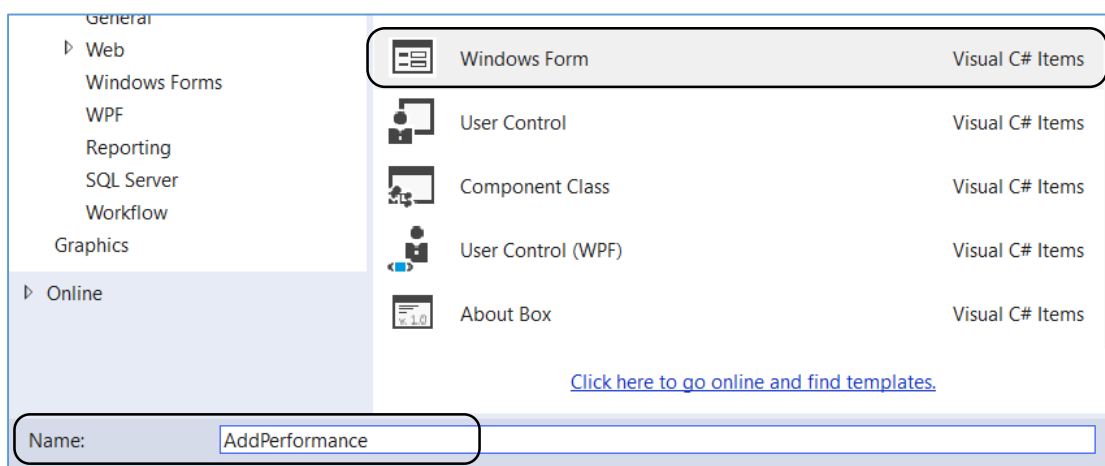 General
Web
Windows Forms
WPF
Reporting
SQL Server
Workflow
Graphics
Online
Windows Form Visual C# Items
User Control Visual C# Items
Component Class Visual C# Items
User Control (WPF) Visual C# Items
v. 1.0
About Box Visual C# Items
Click here to go online and find templates.
Name: AddPerformance